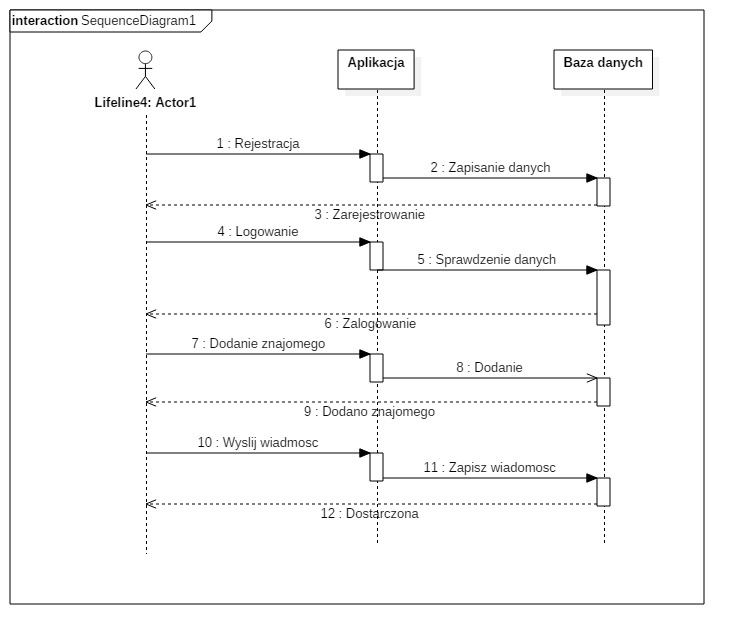 interaction SequenceDiagram1
Lifeline4: Actor1
Aplikacja
Baza danych
1 : Rejestracja
2 : Zapisanie danych
3 : Zarejestrowanie
4 : Logowanie
5 : Sprawdzenie danych
6 : Zalogowanie
7 : Dodanie znajomego
8 : Dodanie
9 : Dodano znajomego
10 : Wyslij wiadmosc
11 : Zapisz wiadomosc
12 : Dostarczona